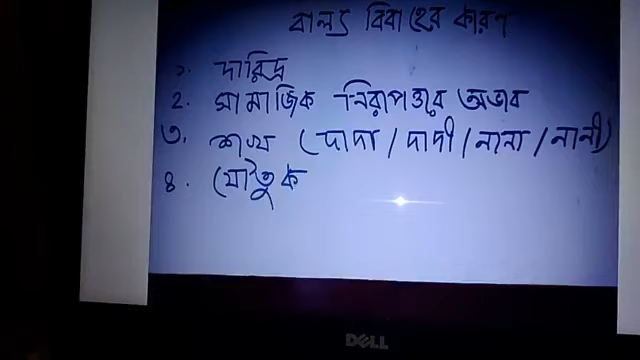 বাল্য বিবাহের কারণ
১. দারিদ্র
২. সামাজিক নিরাপত্তার অভাব
৩. শখ (দাদা / দাদী / নানা / নানী)
৪. যৌতুক
DELL